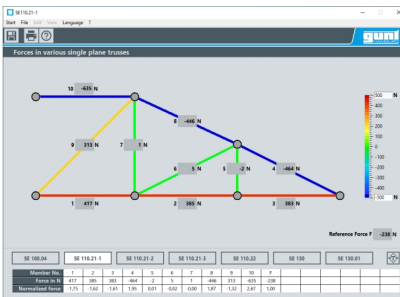 SE110.21-1
Start File Edit View Language ?
gunt
Forces in various single plane trusses
10 -635 N
500 N
400
300
200
100
0
-100
-200
-300
-400
-500 N
8 -446 N
9 313 N 7 1 N
6 5 N 5 -2 N 4 -464 N
1 417 N 2 385 N 3 383 N
Reference Force F -238 N
SE 100.04 SE 110.21-1 SE 110.21-2 SE 110.21-3 SE 110.22 SE 130 SE 130.01
Member No. 1 2 3 4 5 6 7 8 9 10 F
Force in N 417 385 383 -464 -2 5 1 -446 313 -635 -238
Normalized force -1,75 -1,62 -1,61 1,95 0,01 -0,02 -0,00 1,87 -1,32 2,67 1,00